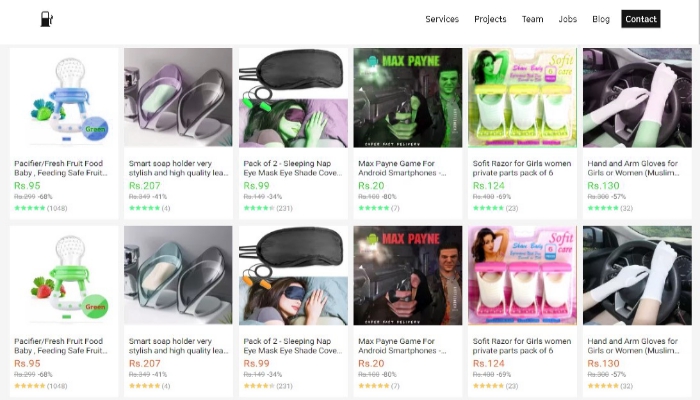 Services Projects Team Jobs Blog Contact
MAX PAYNE
Sofit
care
Green
SUPER FAST DELIVERY
Pacifier/Fresh Fruit Food
Baby , Feeding Safe Fruit...
Rs.95
Rs.299 -68%
(1048)
Smart soap holder very
stylish and high quality lea...
Rs.207
Rs.349 -41%
(4)
Pack of 2 - Sleeping Nap
Eye Mask Eye Shade Cove...
Rs.99
Rs.149 -34%
(231)
Max Payne Game For
Android Smartphones -...
Rs.20
Rs.100 -80%
(7)
Sofit Razor for Girls women
private parts pack of 6
Rs.124
Rs.400 -69%
(23)
Hand and Arm Gloves for
Girls or Women (Muslim...
Rs.130
Rs.300 -57%
(32)
MAX PAYNE
Sofit
care
Green
SUPER FAST DELIVERY
Pacifier/Fresh Fruit Food
Baby , Feeding Safe Fruit...
Rs.95
Rs.299 -68%
(1048)
Smart soap holder very
stylish and high quality lea...
Rs.207
Rs.349 -41%
(4)
Pack of 2 - Sleeping Nap
Eye Mask Eye Shade Cove...
Rs.99
Rs.149 -34%
(231)
Max Payne Game For
Android Smartphones -...
Rs.20
Rs.100 -80%
(7)
Sofit Razor for Girls women
private parts pack of 6
Rs.124
Rs.400 -69%
(23)
Hand and Arm Gloves for
Girls or Women (Muslim...
Rs.130
Rs.300 -57%
(32)